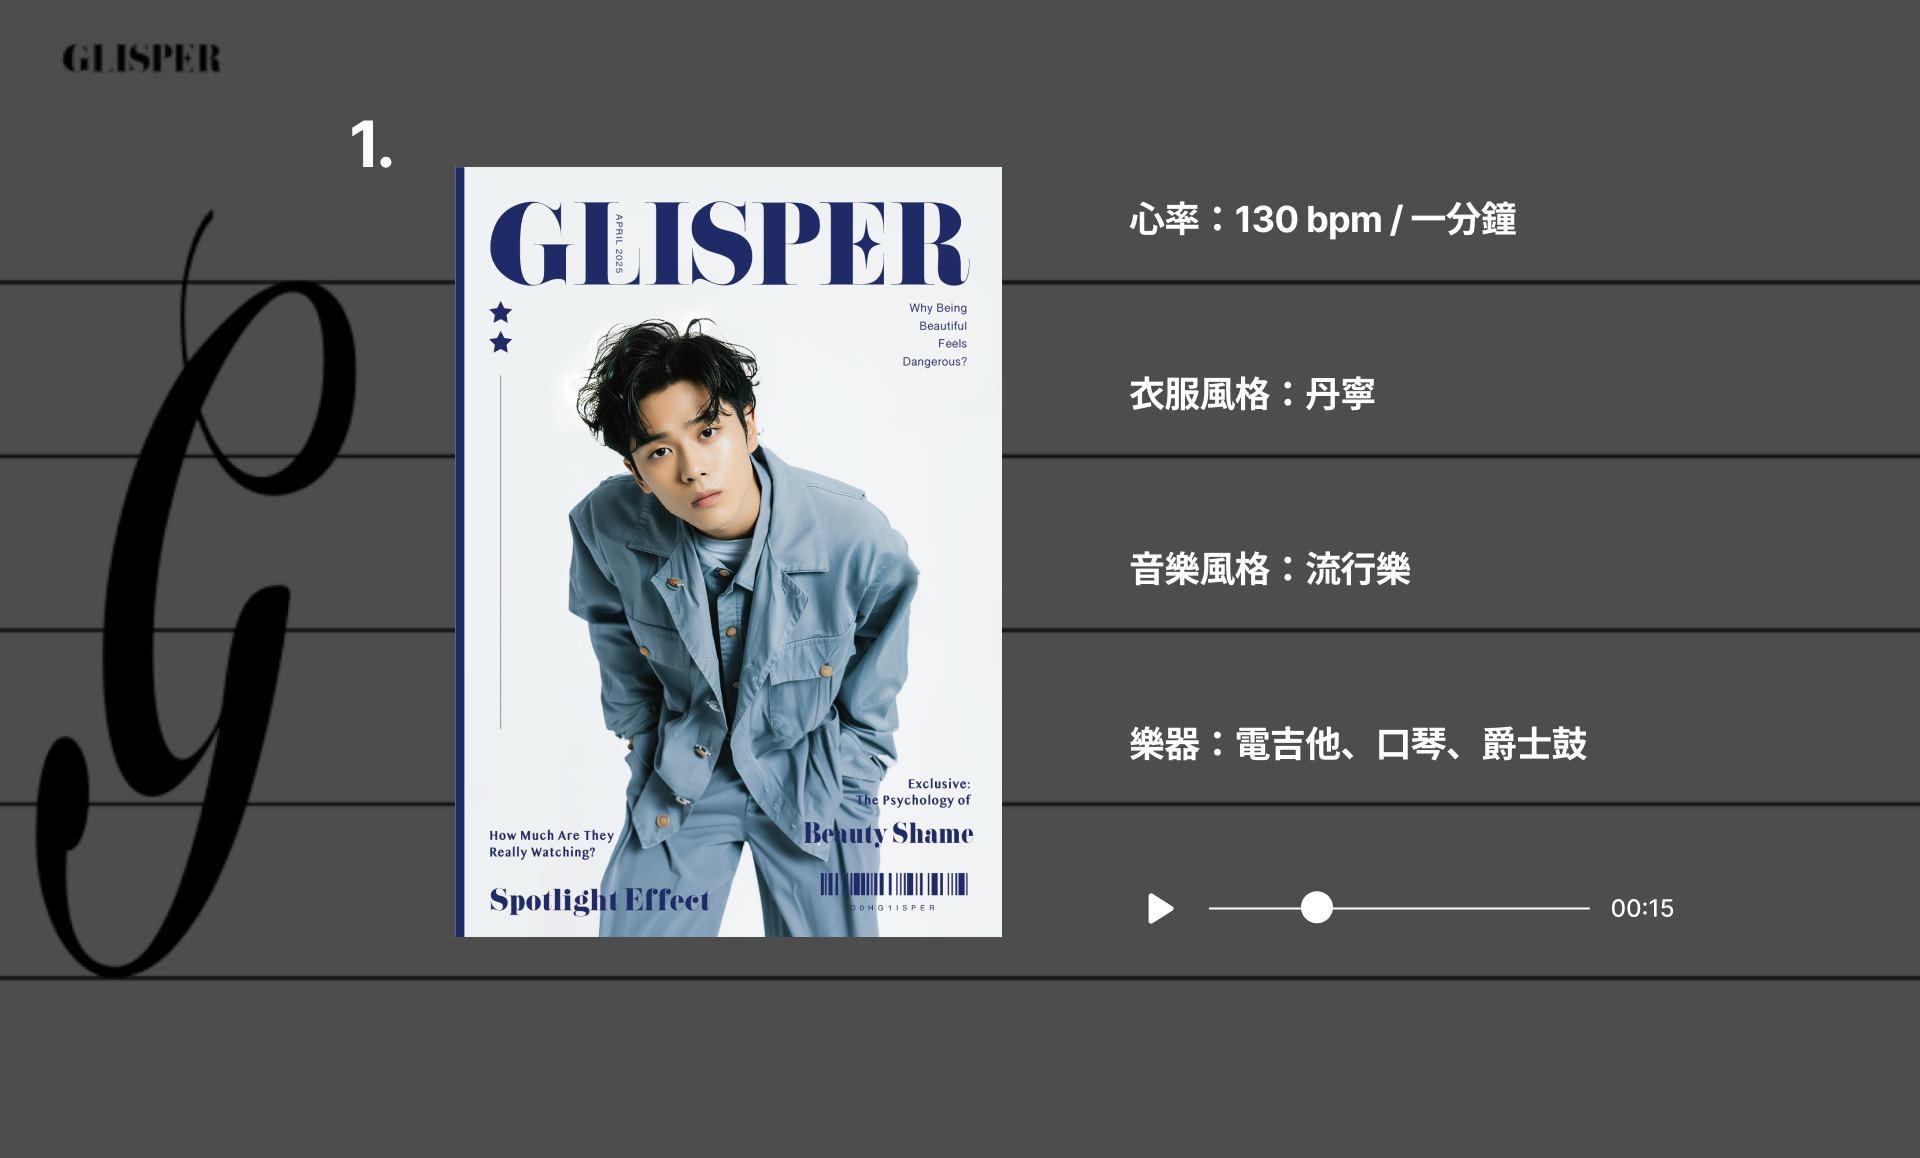 GLISPER
1.
GLISPER
APRIL 2025
Why Being
Beautiful
Feels
Dangerous?
Exclusive:
The Psychology of
Beauty Shame
How Much Are They
Really Watching?
Spotlight Effect
00HG1ISPER
心率：130 bpm / 一分鐘
衣服風格：丹寧
音樂風格：流行樂
樂器：電吉他、口琴、爵士鼓
00:15